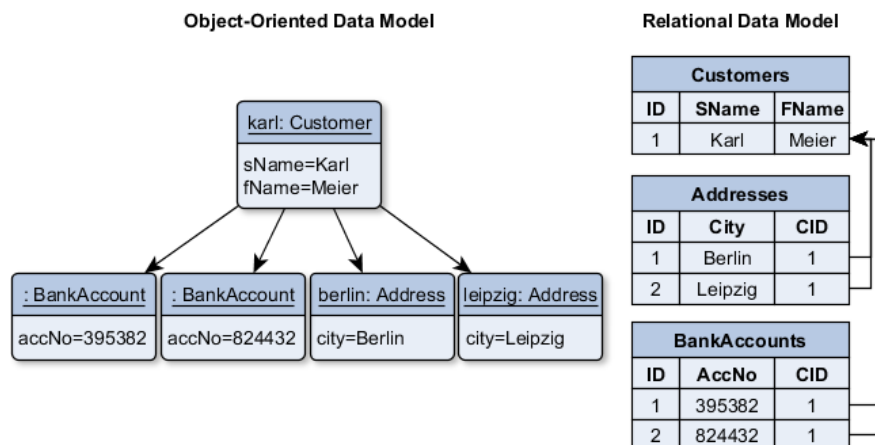 Object-Oriented Data Model
karl: Customer
sName=Karl
fName=Meier
: BankAccount
accNo=395382
: BankAccount
accNo=824432
berlin: Address
city=Berlin
leipzig: Address
city=Leipzig
Relational Data Model
Customers
ID SName FName
1 Karl Meier
Addresses
ID City CID
1 Berlin 1
2 Leipzig 1
BankAccounts
ID AccNo CID
1 395382 1
2 824432 1